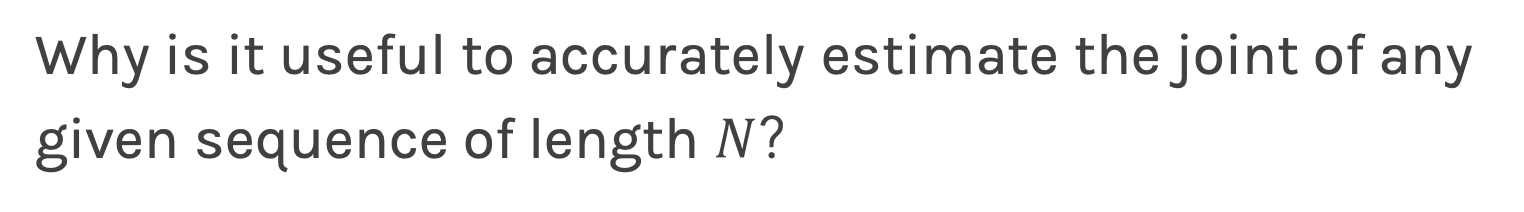 Why is it useful to accurately estimate the joint of any
given sequence of length N?